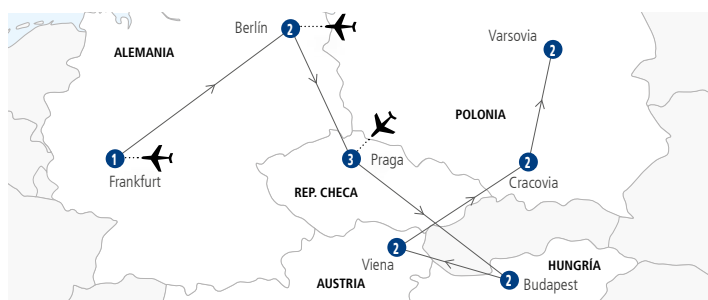 Berlín
2
Varsovia
2
ALEMANIA
POLONIA
1
Frankfurt
3
Praga
2
Cracovia
REP. CHECA
2
Viena
HUNGRÍA
2
Budapest
AUSTRIA